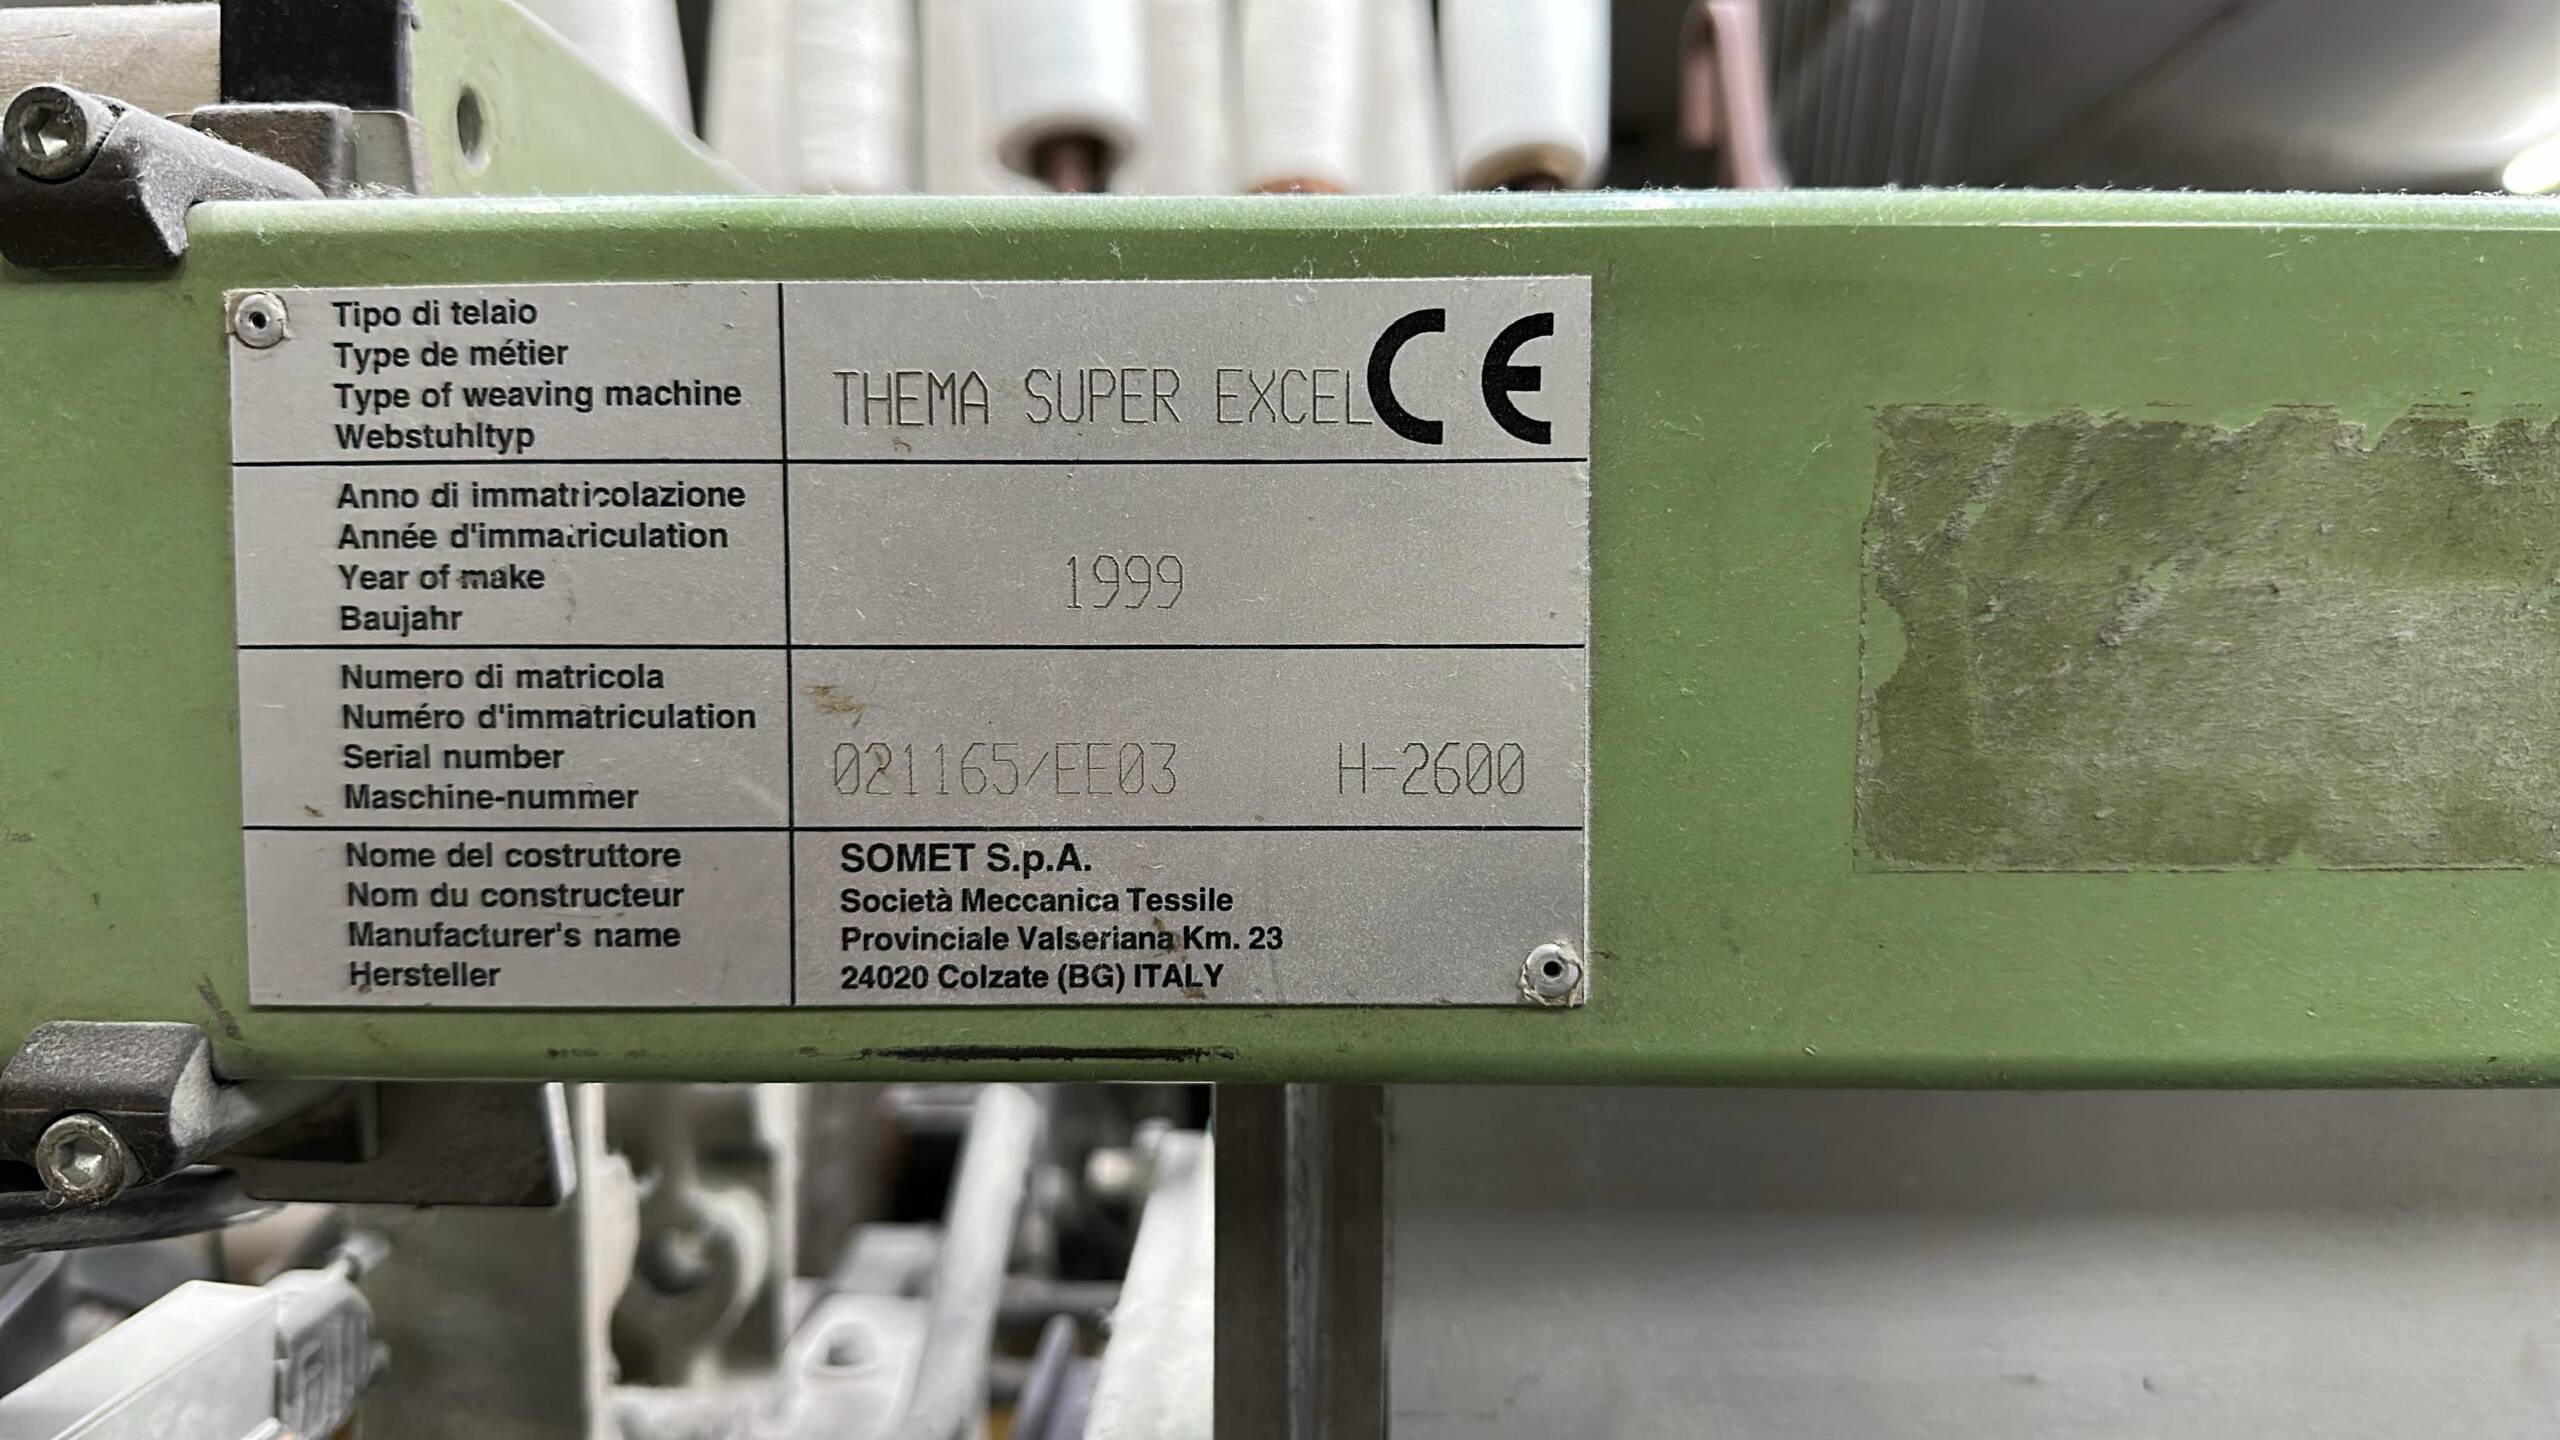 Tipo di telaio
Type de métier
Type of weaving machine
Webstuhltyp
THEMA SUPER EXCEL CE
Anno di immatricolazione
Année d'immatriculation
Year of make
Baujahr
1999
Numero di matricola
Numéro d'immatriculation
Serial number
Maschine-nummer
021165/EE03 H-2600
Nome del costruttore
Nom du constructeur
Manufacturer's name
Hersteller
SOMET S.p.A.
Società Meccanica Tessile
Provinciale Valseriana Km. 23
24020 Colzate (BG) ITALY